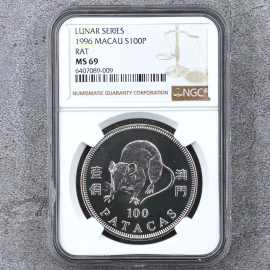 LUNAR SERIES
1996 MACAU S100P
RAT
MS 69
6407089-009
NUMISMATIC GUARANTY CORPORATION
NGC
壹佰 澳門
100
PATACAS